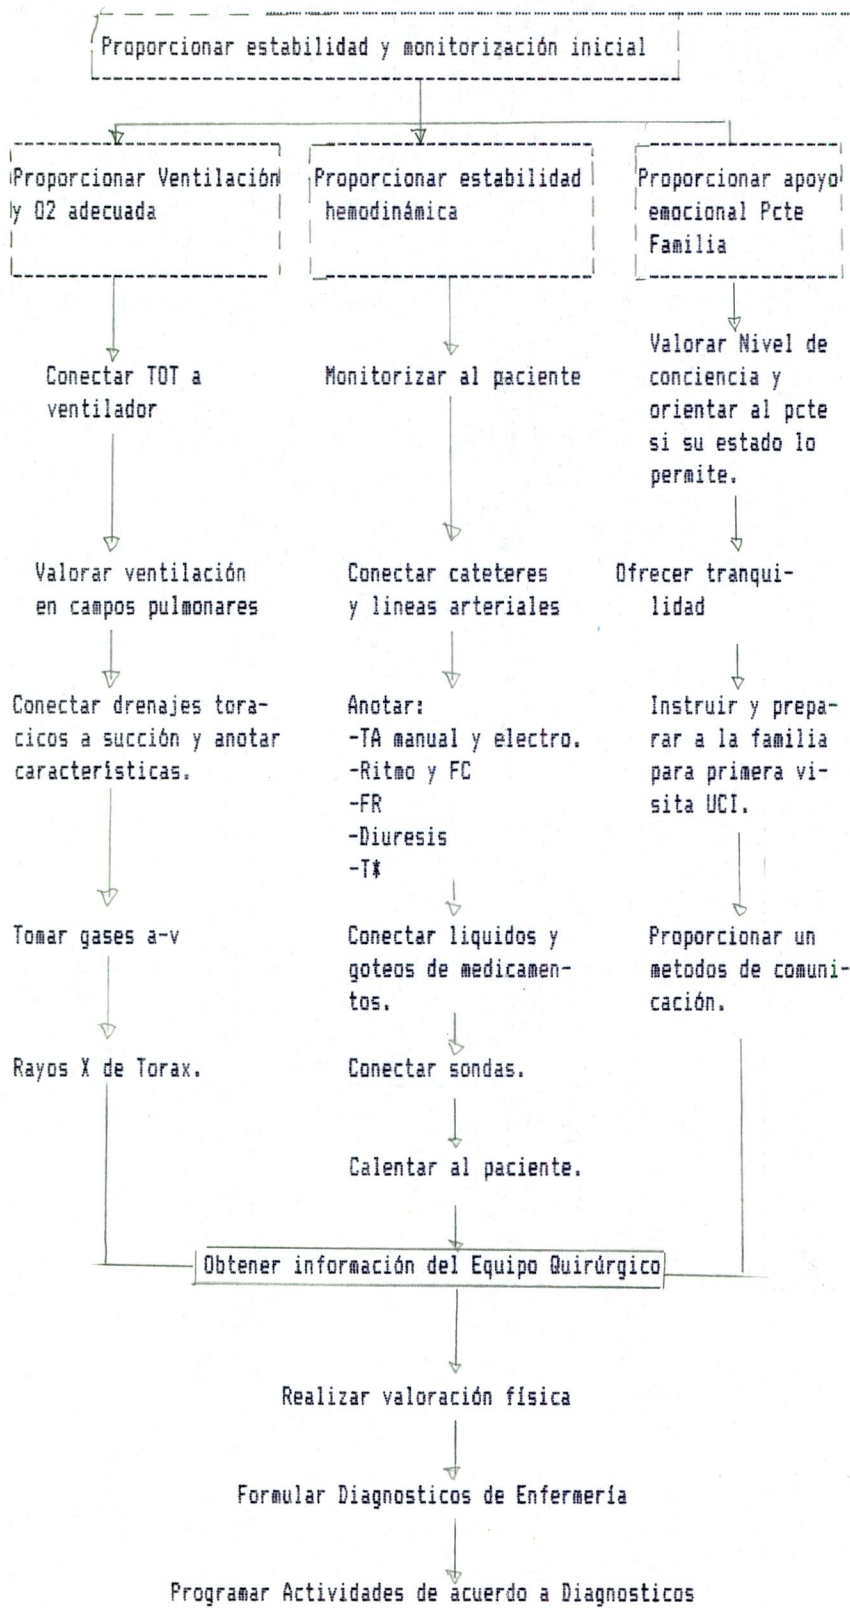 Proporcionar estabilidad y monitorización inicial
Proporcionar Ventilación
y O2 adecuada
Proporcionar estabilidad
hemodinámica
Proporcionar apoyo
emocional Pcte
Familia
Conectar TOT a
ventilador
Valorar ventilación
en campos pulmonares
Conectar drenajes tora-
cicos a succión y anotar
características.
Tomar gases a-v
Rayos X de Torax.
Monitorizar al paciente
Conectar cateteres
y lineas arteriales
Anotar:
-TA manual y electro.
-Ritmo y FC
-FR
-Diuresis
-T*
Conectar liquidos y
goteos de medicamen-
tos.
Conectar sondas.
Calentar al paciente.
Valorar Nivel de
conciencia y
orientar al pcte
si su estado lo
permite.
Ofrecer tranqui-
lidad
Instruir y prepa-
rar a la familia
para primera vi-
sita UCI.
Proporcionar un
metodos de comuni-
cación.
Obtener información del Equipo Quirúrgico
Realizar valoración física
Formular Diagnosticos de Enfermería
Programar Actividades de acuerdo a Diagnosticos